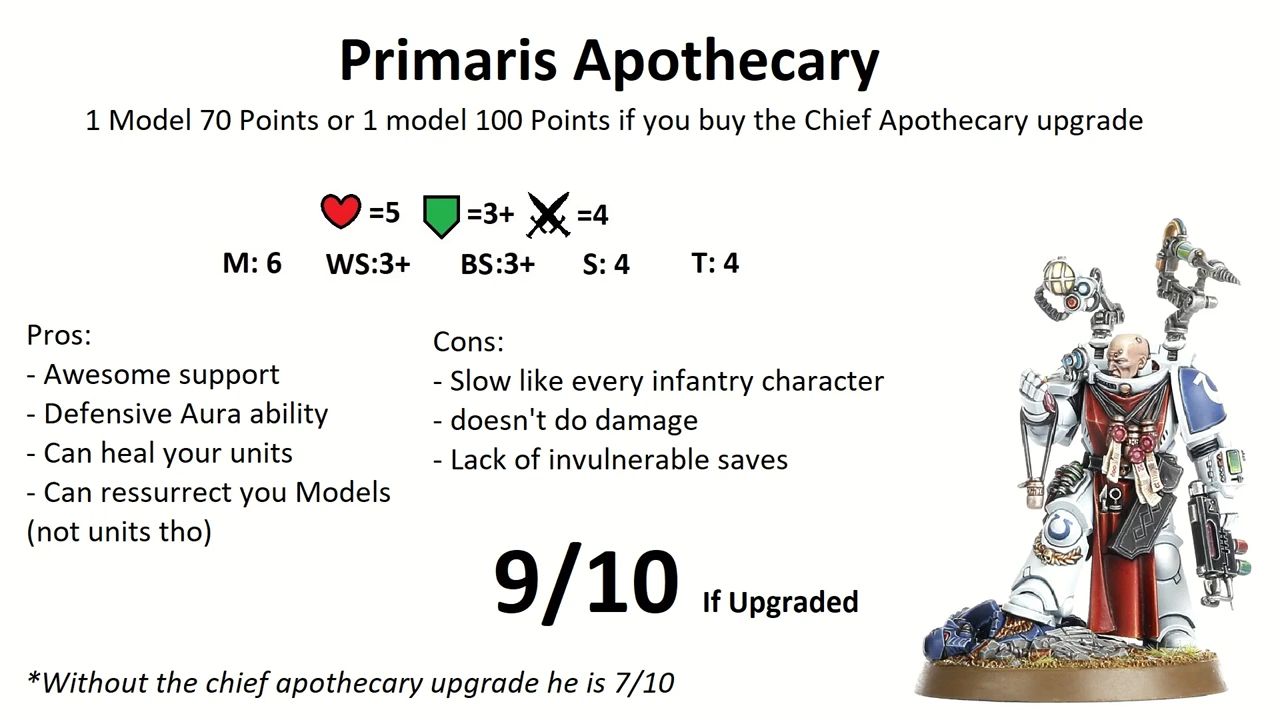 Primaris Apothecary
1 Model 70 Points or 1 model 100 Points if you buy the Chief Apothecary upgrade
=5 =3+ =4
M: 6 WS:3+ BS:3+ S: 4 T: 4
Pros:
- Awesome support
- Defensive Aura ability
- Can heal your units
- Can ressurrect you Models
(not units tho)
Cons:
- Slow like every infantry character
- doesn't do damage
- Lack of invulnerable saves
9/10 If Upgraded
*Without the chief apothecary upgrade he is 7/10